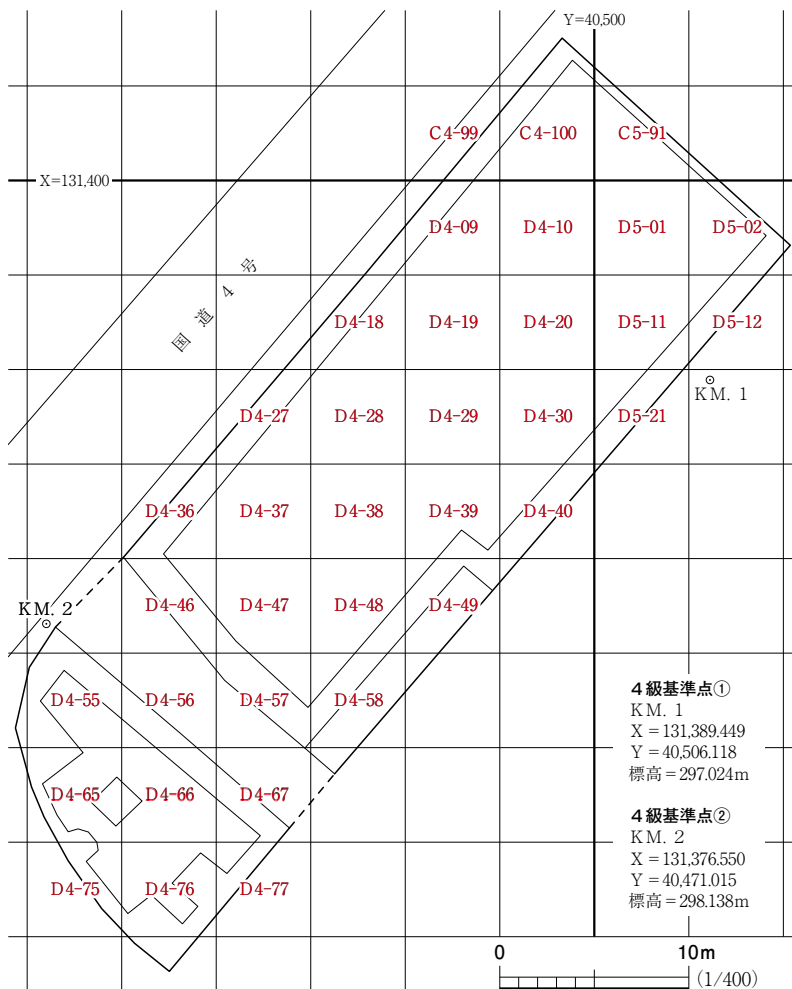 Y=40,500
C4-99 C4-100 C5-91
X=131,400
D4-09 D4-10 D5-01 D5-02
国道4号
D4-18 D4-19 D4-20 D5-11 D5-12
KM. 1
D4-27 D4-28 D4-29 D4-30 D5-21
D4-36 D4-37 D4-38 D4-39 D4-40
KM. 2
D4-46 D4-47 D4-48 D4-49
D4-55 D4-56 D4-57 D4-58
D4-65 D4-66 D4-67
D4-75 D4-76 D4-77
4級基準点①
KM. 1
X = 131,389.449
Y = 40,506.118
標高=297.024m
4級基準点②
KM. 2
X = 131,376.550
Y = 40,471.015
標高=298.138m
0 10m
(1/400)